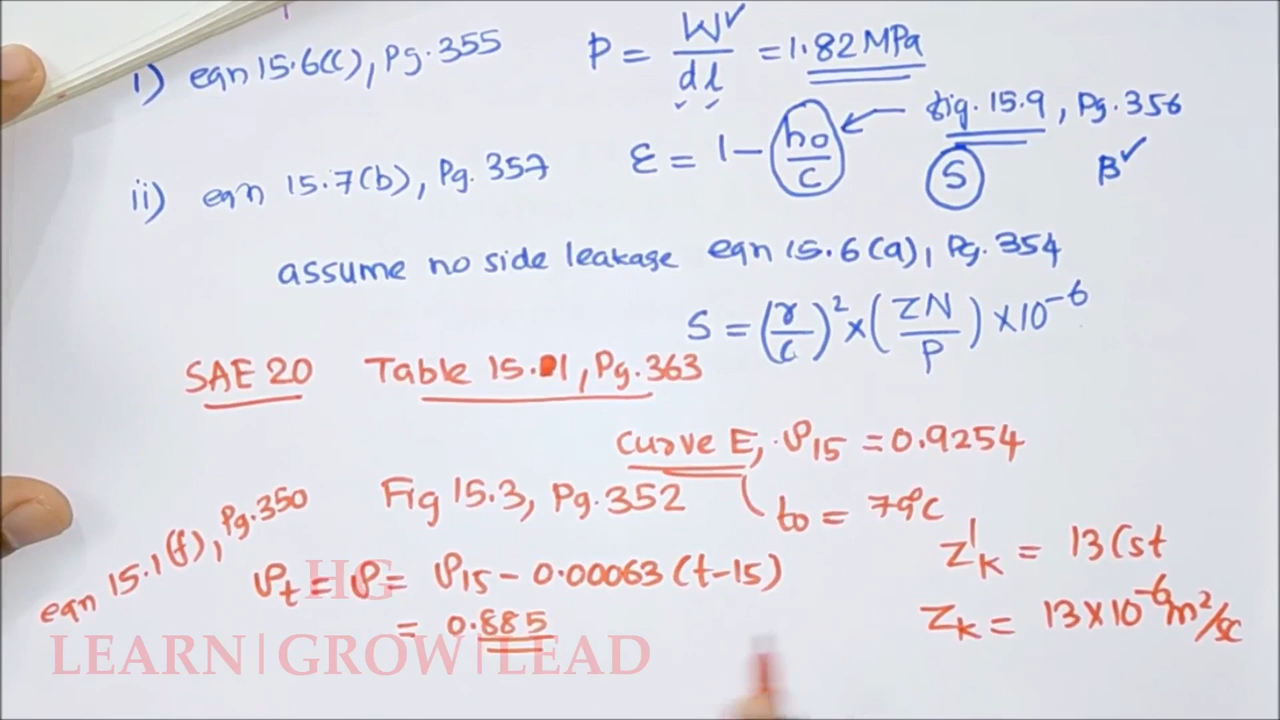 i) eqn 15.6(c), Pg.355 P = W/dl = 1.82 MPa
ii) eqn 15.7(b), Pg. 357 ε = 1 - ho/c ← fig. 15.9, Pg.356
S β
assume no side leakage eqn 15.6(a), Pg. 354
S = (r/c)² × (ZN/P) × 10⁻⁶
SAE 20 Table 15.1, Pg.363
Curve E, ρ15 = 0.9254
Fig 15.3, Pg.352 to = 79°C
eqn 15.1(f), Pg.350 Z'k = 13 Cst
ρt = ρ = ρ15 - 0.00063 (t-15)
Zk = 13×10⁻⁶ m²/sc
= 0.885
HG
LEARN|GROW|LEAD